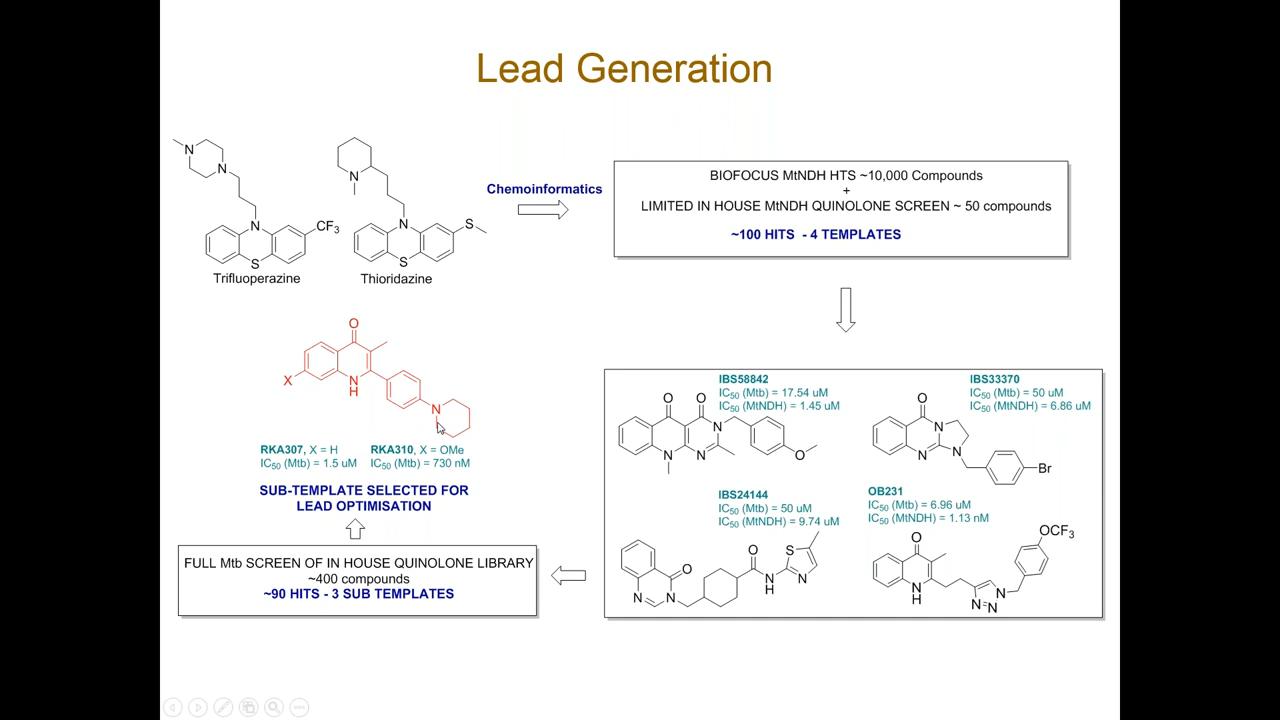 Lead Generation
N
N
N
S
CF3
Trifluoperazine
N
N
S
S
Thioridazine
Chemoinformatics
BIOFOCUS MtNDH HTS ~10,000 Compounds
+
LIMITED IN HOUSE MtNDH QUINOLONE SCREEN ~ 50 compounds
~100 HITS - 4 TEMPLATES
IBS58842
IC50 (Mtb) = 17.54 uM
IC50 (MtNDH) = 1.45 uM
O O
N
N
N
O
IBS33370
IC50 (Mtb) = 50 uM
IC50 (MtNDH) = 6.86 uM
O
N
N
N
Br
IBS24144
IC50 (Mtb) = 50 uM
IC50 (MtNDH) = 9.74 uM
O
N
N
O
N
H
S
N
OB231
IC50 (Mtb) = 6.96 uM
IC50 (MtNDH) = 1.13 nM
O
N
H
N
N
N
OCF3
FULL Mtb SCREEN OF IN HOUSE QUINOLONE LIBRARY
~400 compounds
~90 HITS - 3 SUB TEMPLATES
O
X
N
H
N
RKA307, X = H
IC50 (Mtb) = 1.5 uM
RKA310, X = OMe
IC50 (Mtb) = 730 nM
SUB-TEMPLATE SELECTED FOR
LEAD OPTIMISATION